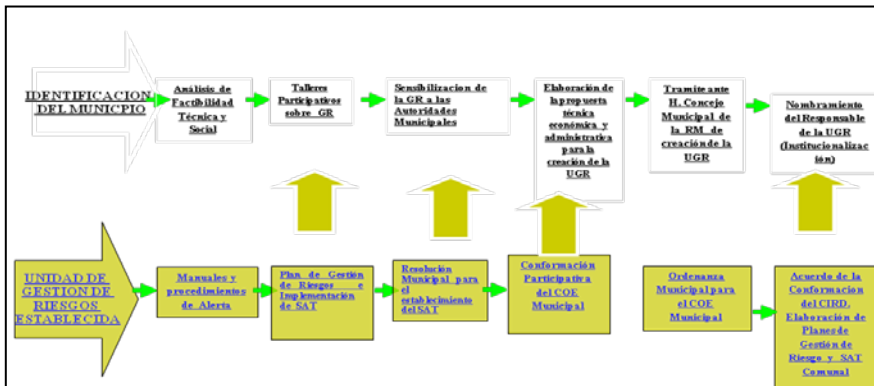 IDENTIFICACION
DEL MUNICPIO
Análisis de
Factibilidad
Técnica y
Social
Talleres
Participativos
sobre GR
Sensibilizacion de
la GR a las
Autoridades
Municipales
Elaboración de
la propuesta
técnica
económica y
administrativa
para la
creación de la
UGR
Tramite ante
H. Concejo
Municipal de
la RM de
creación de la
UGR
Nombramiento
del Responsable
de la UGR
(Institucionalizac
ión)
UNIDAD DE
GESTION DE
RIESGOS
ESTABLECIDA
Manuales y
procedimientos
de Alerta
Plan de Gestión
de Riesgos e
Implementación
de SAT
Resolución
Municipal para
el
establecimiento
del SAT
Conformación
Participativa
del COE
Municipal
Ordenanza
Municipal para
el COE
Municipal
Acuerdo de la
Conformación
del CIRD.
Elaboración de
Planes de
Gestión de
Riesgo y SAT
Comunal